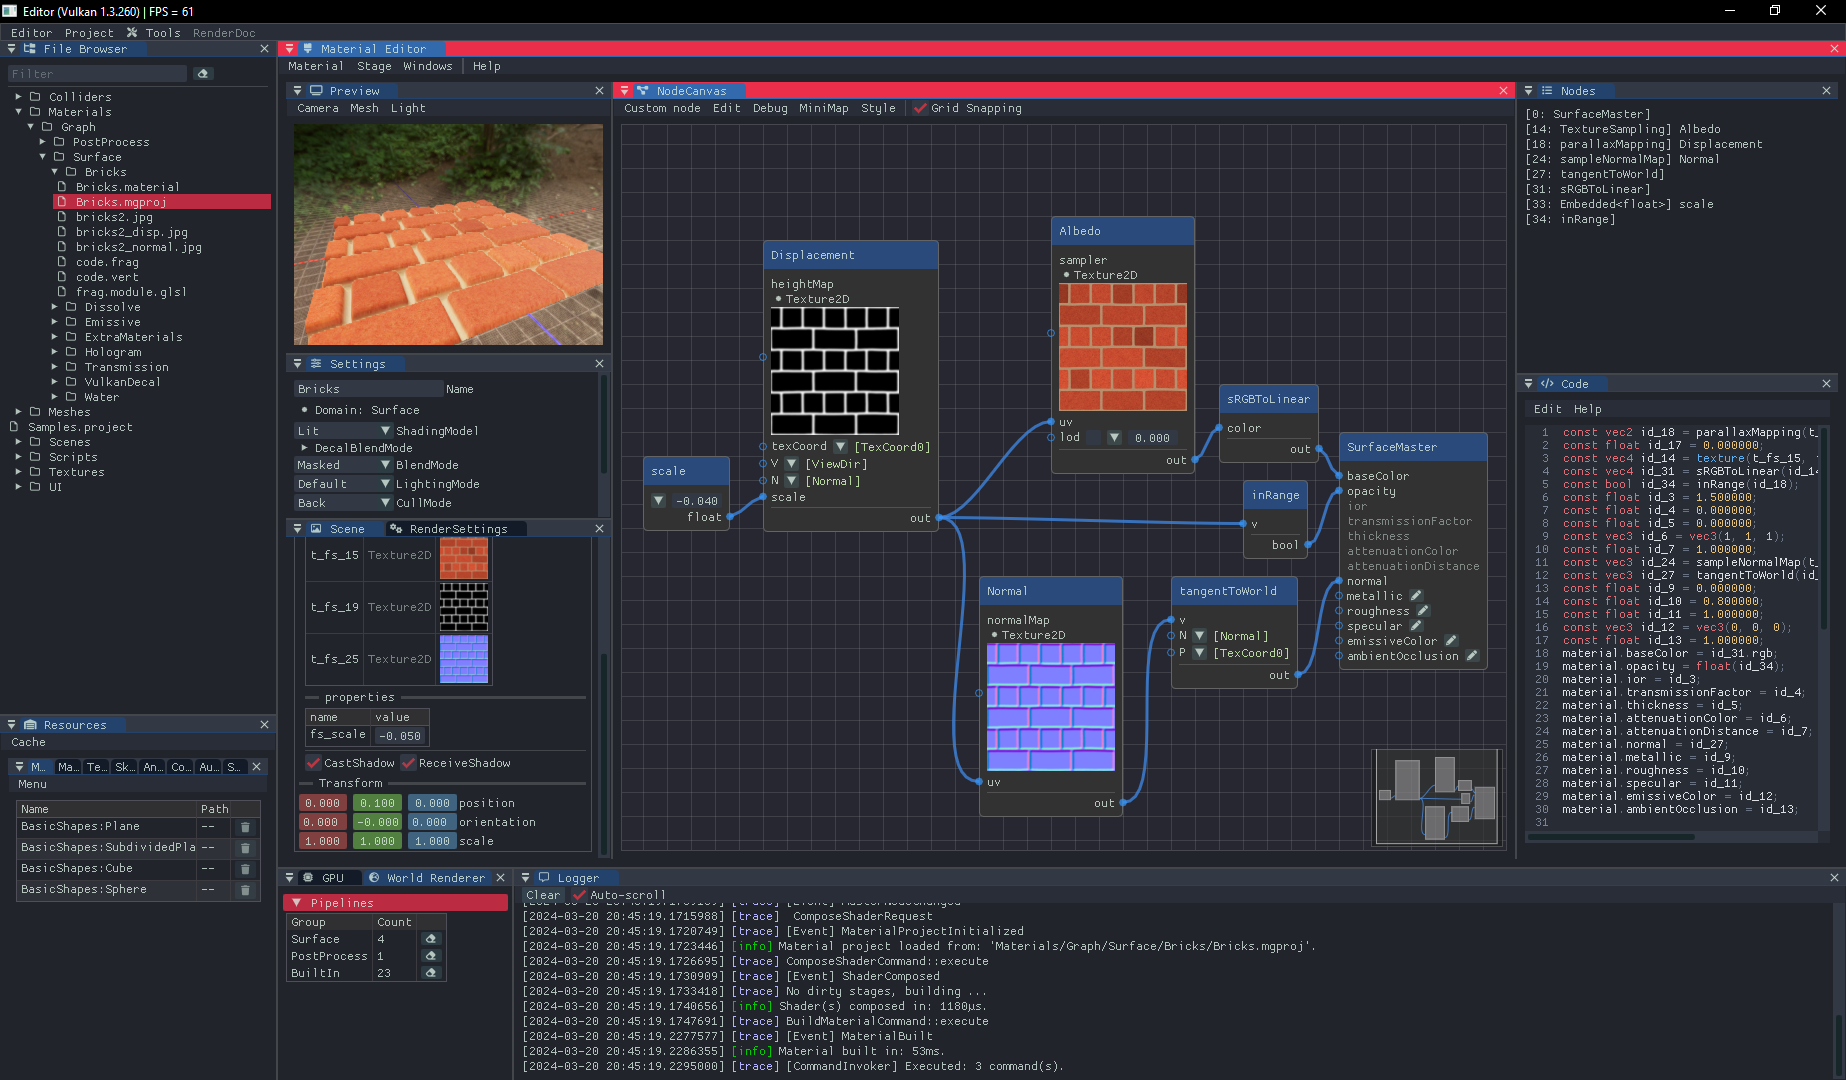 Editor (Vulkan 1.3.260) | FPS = 61
Editor Project Tools RenderDoc
File Browser
Filter
Colliders
Materials
Graph
PostProcess
Surface
Bricks
Bricks.material
Bricks.mgproj
bricks2.jpg
bricks2_disp.jpg
bricks2_normal.jpg
code.frag
code.vert
frag.module.glsl
Dissolve
Emissive
ExtraMaterials
Hologram
Transmission
VulkanDecal
Water
Meshes
Samples.project
Scenes
Scripts
Textures
UI
Resources
Cache
M... Ma... Te... Sk... An... Co... Au... S...
Menu
Name Path
BasicShapes:Plane --
BasicShapes:SubdividedPla --
BasicShapes:Cube --
BasicShapes:Sphere --
Material Editor
Material Stage Windows Help
Preview
Camera Mesh Light
Settings
Bricks Name
Domain: Surface
Lit ShadingModel
DecalBlendMode
Masked BlendMode
Default LightingMode
Back CullMode
Scene RenderSettings
t_fs_15 Texture2D
t_fs_19 Texture2D
t_fs_25 Texture2D
properties
name value
fs_scale -0.050
CastShadow ReceiveShadow
Transform
0.000 0.100 0.000 position
0.000 -0.000 0.000 orientation
1.000 1.000 1.000 scale
NodeCanvas
Custom node Edit Debug MiniMap Style Grid Snapping
scale
-0.040
float
Displacement
heightMap
Texture2D
texCoord [TexCoord0]
V [ViewDir]
N [Normal]
scale
out
Albedo
sampler
Texture2D
uv
lod 0.000
out
sRGBToLinear
color
out
inRange
v
bool
Normal
normalMap
Texture2D
uv
out
tangentToWorld
v
N [Normal]
P [TexCoord0]
out
SurfaceMaster
baseColor
opacity
ior
transmissionFactor
thickness
attenuationColor
attenuationDistance
normal
metallic
roughness
specular
emissiveColor
ambientOcclusion
Nodes
[0: SurfaceMaster]
[14: TextureSampling] Albedo
[18: parallaxMapping] Displacement
[24: sampleNormalMap] Normal
[27: tangentToWorld]
[31: sRGBToLinear]
[33: Embedded<float>] scale
[34: inRange]
Code
Edit Help
1 const vec2 id_18 = parallaxMapping(t_
2 const float id_17 = 0.000000;
3 const vec4 id_14 = texture(t_fs_15,
4 const vec4 id_31 = sRGBToLinear(id_14
5 const bool id_34 = inRange(id_18);
6 const float id_3 = 1.500000;
7 const float id_4 = 0.000000;
8 const float id_5 = 0.000000;
9 const vec3 id_6 = vec3(1, 1, 1);
10 const float id_7 = 1.000000;
11 const vec3 id_24 = sampleNormalMap(t_
12 const vec3 id_27 = tangentToWorld(id_
13 const float id_9 = 0.000000;
14 const float id_10 = 0.800000;
15 const float id_11 = 1.000000;
16 const vec3 id_12 = vec3(0, 0, 0);
17 const float id_13 = 1.000000;
18 material.baseColor = id_31.rgb;
19 material.opacity = float(id_34);
20 material.ior = id_3;
21 material.transmissionFactor = id_4;
22 material.thickness = id_5;
23 material.attenuationColor = id_6;
24 material.attenuationDistance = id_7;
25 material.normal = id_27;
26 material.metallic = id_9;
27 material.roughness = id_10;
28 material.specular = id_11;
29 material.emissiveColor = id_12;
30 material.ambientOcclusion = id_13;
31
GPU World Renderer
Pipelines
Group Count
Surface 4
PostProcess 1
BuiltIn 23
Logger
Clear Auto-scroll
[2024-03-20 20:45:19.1715988] [trace] ComposeShaderRequest
[2024-03-20 20:45:19.1720749] [trace] [Event] MaterialProjectInitialized
[2024-03-20 20:45:19.1723446] [info] Material project loaded from: 'Materials/Graph/Surface/Bricks/Bricks.mgproj'.
[2024-03-20 20:45:19.1726695] [trace] ComposeShaderCommand::execute
[2024-03-20 20:45:19.1730909] [trace] [Event] ShaderComposed
[2024-03-20 20:45:19.1733418] [trace] No dirty stages, building ...
[2024-03-20 20:45:19.1740656] [info] Shader(s) composed in: 1180µs.
[2024-03-20 20:45:19.1747691] [trace] BuildMaterialCommand::execute
[2024-03-20 20:45:19.2277577] [trace] [Event] MaterialBuilt
[2024-03-20 20:45:19.2286355] [info] Material built in: 53ms.
[2024-03-20 20:45:19.2295000] [trace] [CommandInvoker] Executed: 3 command(s).